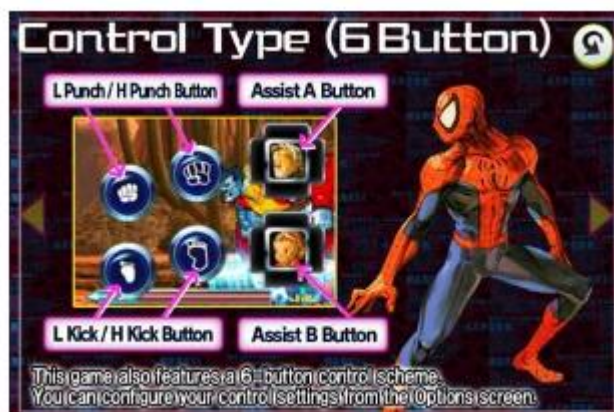 Control Type (6 Button)
L Punch / H Punch Button
Assist A Button
L Kick / H Kick Button
Assist B Button
This game also features a 6-button control scheme.
You can configure your control settings from the Options screen.